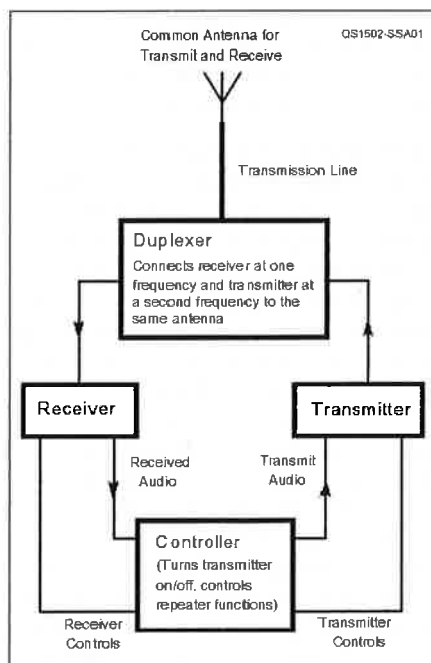 Common Antenna for
Transmit and Receive
QS1502-SSA01
Transmission Line
Duplexer
Connects receiver at one
frequency and transmitter at
a second frequency to the
same antenna
Receiver
Transmitter
Received
Audio
Transmit
Audio
Controller
(Turns transmitter
on/off, controls
repeater functions)
Receiver
Controls
Transmitter
Controls